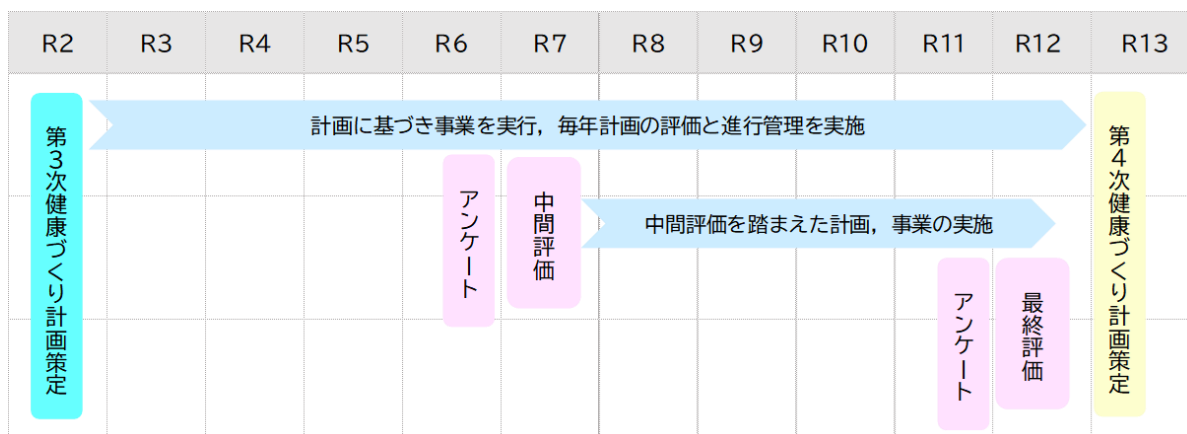 R2 R3 R4 R5 R6 R7 R8 R9 R10 R11 R12 R13
第3次健康づくり計画策定
計画に基づき事業を実行，毎年計画の評価と進行管理を実施
アンケート
中間評価
中間評価を踏まえた計画，事業の実施
アンケート
最終評価
第4次健康づくり計画策定